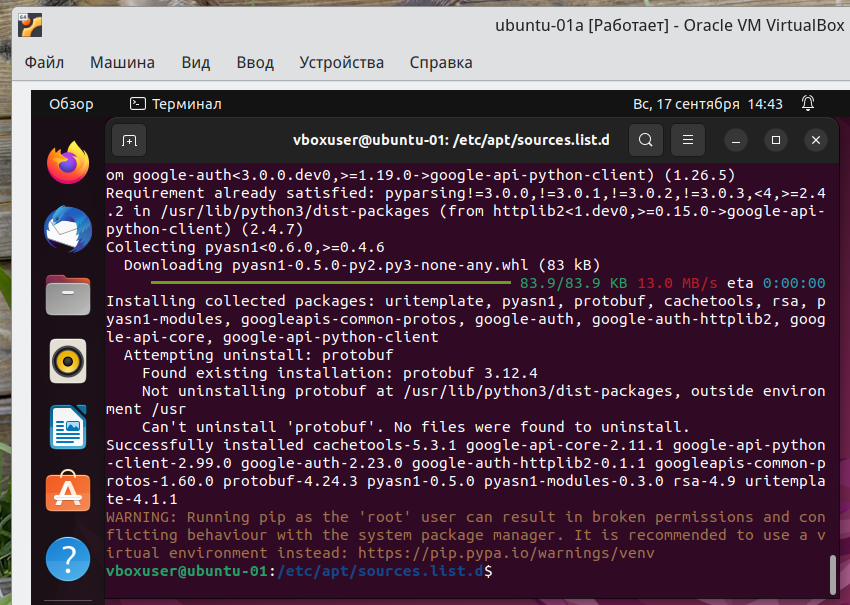 ubuntu-01a [Работает] - Oracle VM VirtualBox
Файл Машина Вид Ввод Устройства Справка
Обзор Терминал Вс, 17 сентября 14:43
vboxuser@ubuntu-01: /etc/apt/sources.list.d
om google-auth<3.0.0.dev0,>=1.19.0->google-api-python-client) (1.26.5)
Requirement already satisfied: pyparsing!=3.0.0,!=3.0.1,!=3.0.2,!=3.0.3,<4,>=2.4
.2 in /usr/lib/python3/dist-packages (from httplib2<1.dev0,>=0.15.0->google-api-
python-client) (2.4.7)
Collecting pyasn1<0.6.0,>=0.4.6
Downloading pyasn1-0.5.0-py2.py3-none-any.whl (83 kB)
83.9/83.9 KB 13.0 MB/s eta 0:00:00
Installing collected packages: uritemplate, pyasn1, protobuf, cachetools, rsa, p
yasn1-modules, googleapis-common-protos, google-auth, google-auth-httplib2, goog
le-api-core, google-api-python-client
Attempting uninstall: protobuf
Found existing installation: protobuf 3.12.4
Not uninstalling protobuf at /usr/lib/python3/dist-packages, outside environ
ment /usr
Can't uninstall 'protobuf'. No files were found to uninstall.
Successfully installed cachetools-5.3.1 google-api-core-2.11.1 google-api-python
-client-2.99.0 google-auth-2.23.0 google-auth-httplib2-0.1.1 googleapis-common-p
rotos-1.60.0 protobuf-4.24.3 pyasn1-0.5.0 pyasn1-modules-0.3.0 rsa-4.9 uritempla
te-4.1.1
WARNING: Running pip as the 'root' user can result in broken permissions and con
flicting behaviour with the system package manager. It is recommended to use a v
irtual environment instead: https://pip.pypa.io/warnings/venv
vboxuser@ubuntu-01:/etc/apt/sources.list.d$